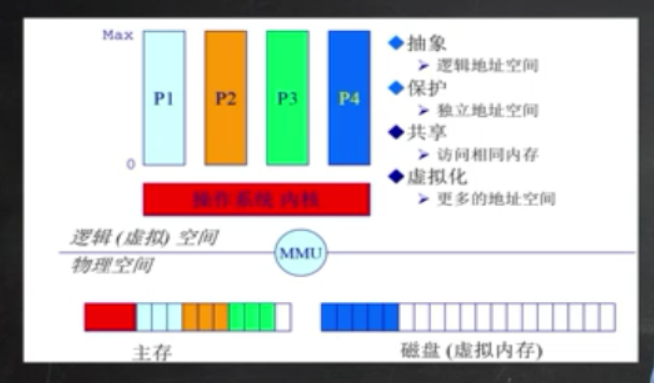 Max
P1 P2 P3 P4
0
操作系统 内核
◆抽象
➢ 逻辑地址空间
◆保护
➢ 独立地址空间
◆共享
➢ 访问相同内存
◆虚拟化
➢ 更多的地址空间
逻辑 (虚拟) 空间
MMU
物理空间
主存
磁盘 (虚拟内存)